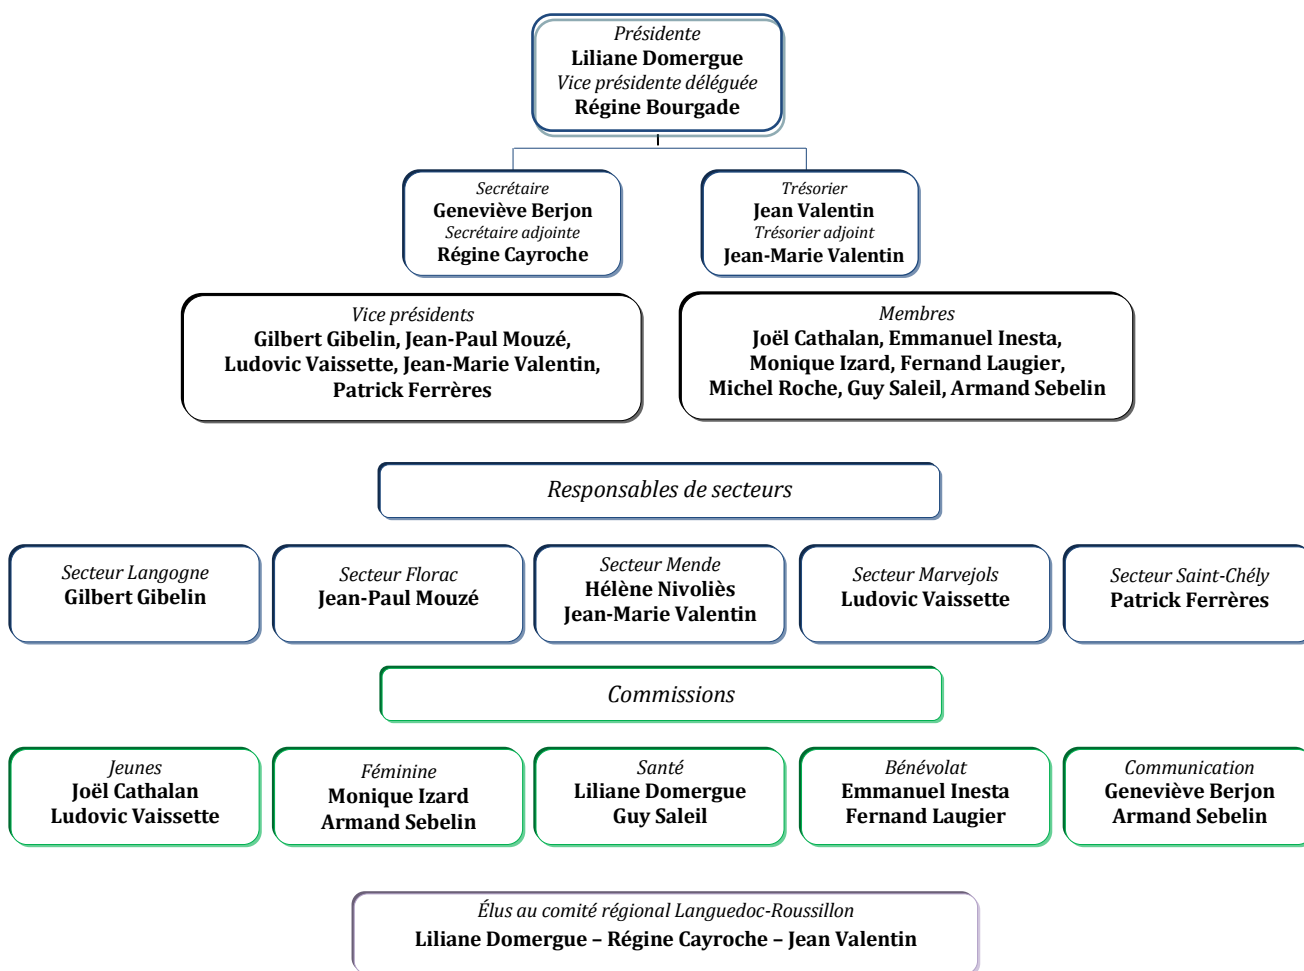 Présidente
Liliane Domergue
Vice présidente déléguée
Régine Bourgade
Secrétaire
Geneviève Berjon
Secrétaire adjointe
Régine Cayroche
Trésorier
Jean Valentin
Trésorier adjoint
Jean-Marie Valentin
Vice présidents
Gilbert Gibelin, Jean-Paul Mouzé,
Ludovic Vaissette, Jean-Marie Valentin,
Patrick Ferrères
Membres
Joël Cathalan, Emmanuel Inesta,
Monique Izard, Fernand Laugier,
Michel Roche, Guy Saleil, Armand Sebelin
Responsables de secteurs
Secteur Langogne
Gilbert Gibelin
Secteur Florac
Jean-Paul Mouzé
Secteur Mende
Hélène Nivoliès
Jean-Marie Valentin
Secteur Marvejols
Ludovic Vaissette
Secteur Saint-Chély
Patrick Ferrères
Commissions
Jeunes
Joël Cathalan
Ludovic Vaissette
Féminine
Monique Izard
Armand Sebelin
Santé
Liliane Domergue
Guy Saleil
Bénévolat
Emmanuel Inesta
Fernand Laugier
Communication
Geneviève Berjon
Armand Sebelin
Élus au comité régional Languedoc-Roussillon
Liliane Domergue – Régine Cayroche – Jean Valentin